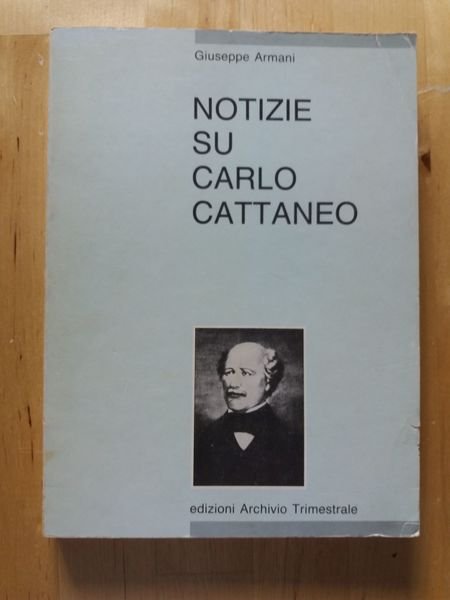 Giuseppe Armani
NOTIZIE
SU
CARLO
CATTANEO
edizioni Archivio Trimestrale